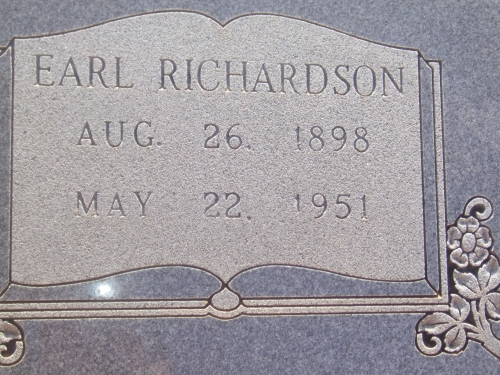 EARL RICHARDSON
AUG. 26. 1898
MAY 22. 1951